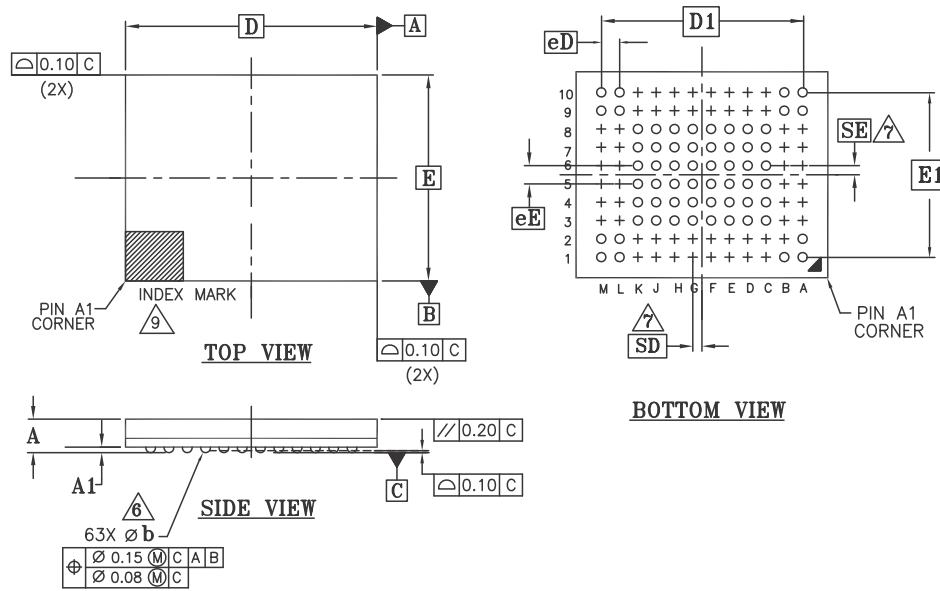 D
A
⌓ 0.10 C
(2X)
E
PIN A1
CORNER
INDEX MARK
9
B
⌓ 0.10 C
(2X)
TOP VIEW
D1
eD
10
9
8
7
6
5
4
3
2
1
SE
7
E1
eE
M L K J H G F E D C B A
7
SD
PIN A1
CORNER
BOTTOM VIEW
A
A1
// 0.20 C
⌓ 0.10 C
C
SIDE VIEW
6
63X Ø b
⌖ Ø 0.15 Ⓜ C A B
Ø 0.08 Ⓜ C